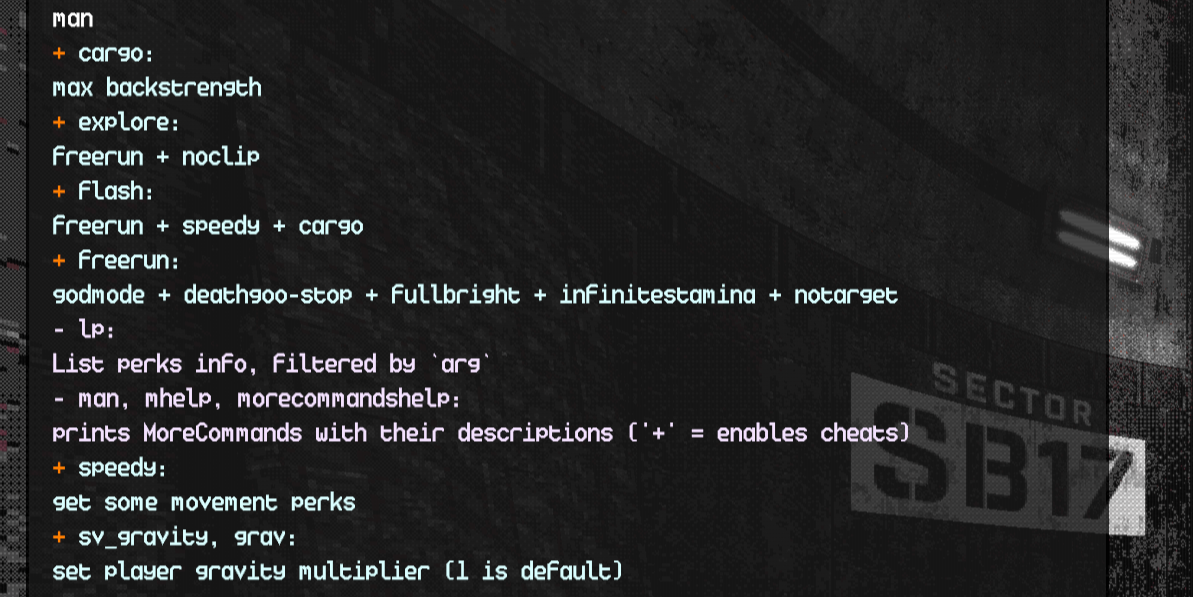 man
+ cargo:
max backstrength
+ explore:
freerun + noclip
+ flash:
freerun + speedy + cargo
+ freerun:
godmode + deathgoo-stop + fullbright + infinitestamina + notarget
- lp:
List perks info, filtered by `arg`
- man, mhelp, morecommandshelp:
prints MoreCommands with their descriptions ('+' = enables cheats)
+ speedy:
get some movement perks
+ sv_gravity, grav:
set player gravity multiplier (1 is default)
SECTOR
SB17